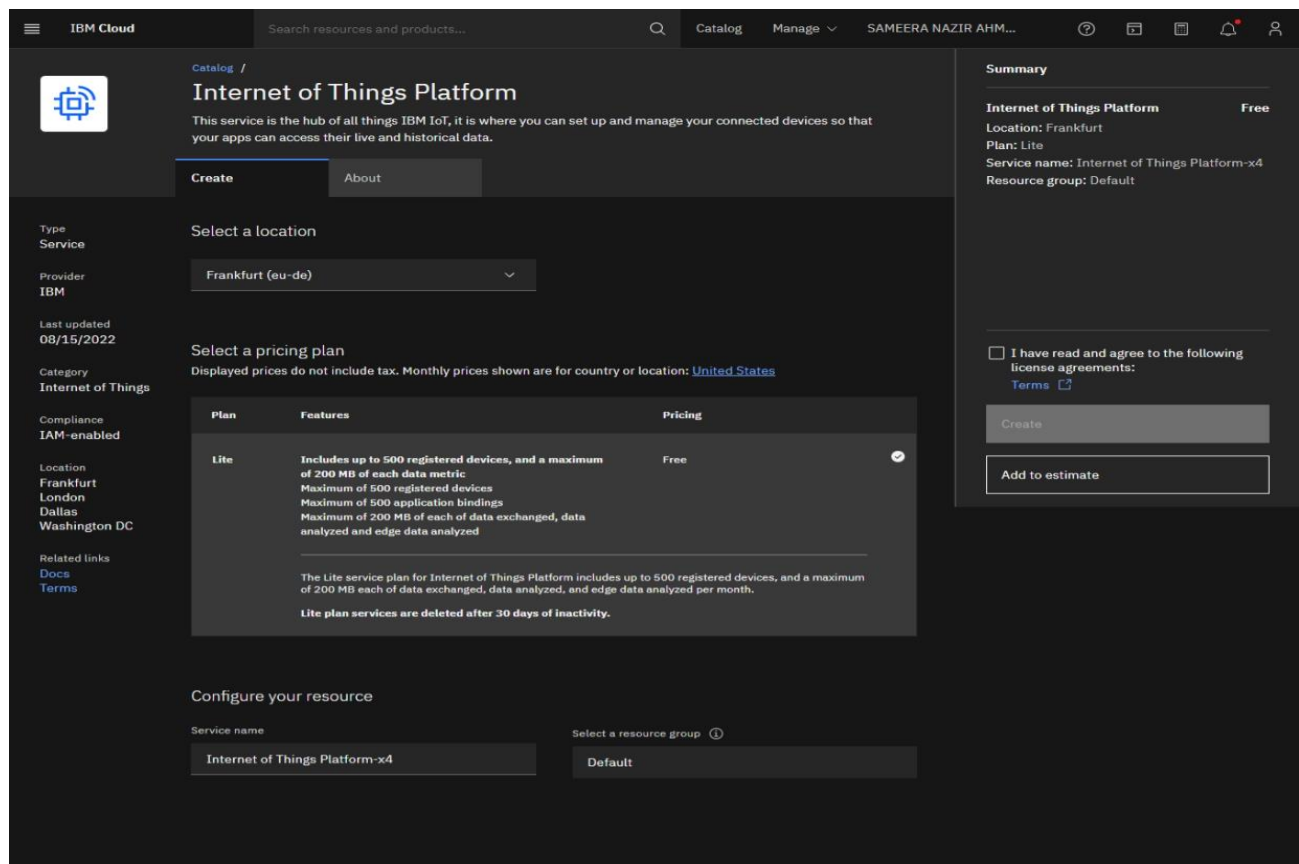 IBM Cloud
Search resources and products...
Catalog
Manage
SAMEERA NAZIR AHM...
Catalog /
Internet of Things Platform
This service is the hub of all things IBM IoT, it is where you can set up and manage your connected devices so that
your apps can access their live and historical data.
Create
About
Type
Service
Provider
IBM
Last updated
08/15/2022
Category
Internet of Things
Compliance
IAM-enabled
Location
Frankfurt
London
Dallas
Washington DC
Related links
Docs
Terms
Select a location
Frankfurt (eu-de)
Select a pricing plan
Displayed prices do not include tax. Monthly prices shown are for country or location: United States
Plan
Features
Pricing
Lite
Includes up to 500 registered devices, and a maximum
of 200 MB of each data metric
Maximum of 500 registered devices
Maximum of 500 application bindings
Maximum of 200 MB of each of data exchanged, data
analyzed and edge data analyzed
Free
The Lite service plan for Internet of Things Platform includes up to 500 registered devices, and a maximum
of 200 MB each of data exchanged, data analyzed, and edge data analyzed per month.
Lite plan services are deleted after 30 days of inactivity.
Configure your resource
Service name
Internet of Things Platform-x4
Select a resource group
Default
Summary
Internet of Things Platform Free
Location: Frankfurt
Plan: Lite
Service name: Internet of Things Platform-x4
Resource group: Default
I have read and agree to the following
license agreements:
Terms
Create
Add to estimate